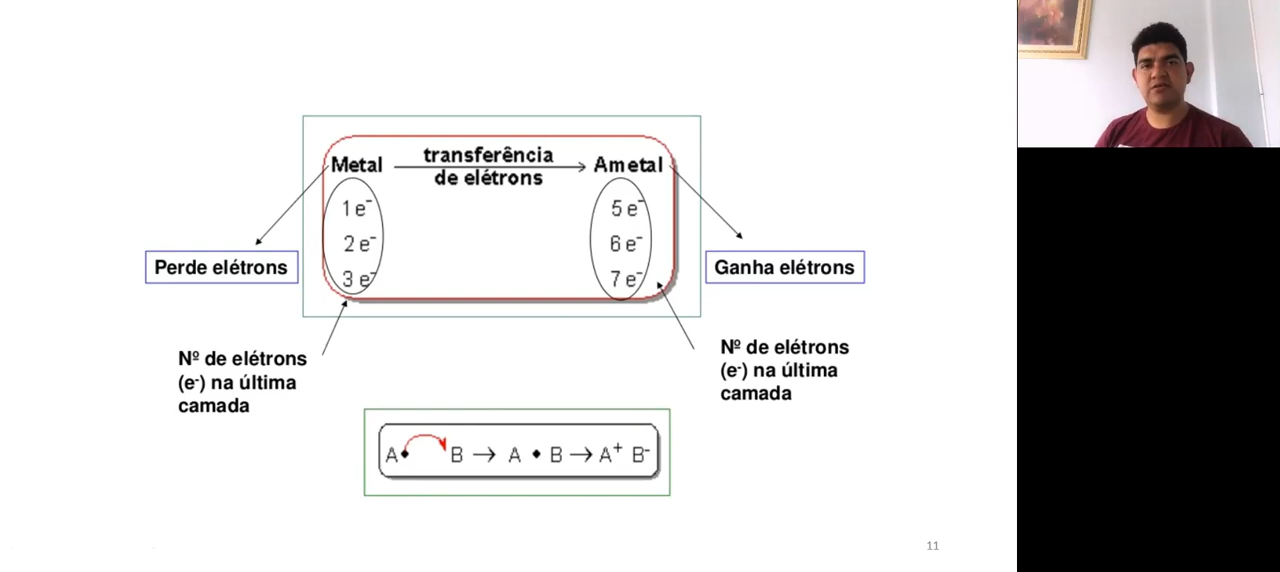 Metal transferência de elétrons Ametal
1 e⁻ 5 e⁻
2 e⁻ 6 e⁻
3 e⁻ 7 e⁻
Perde elétrons
Ganha elétrons
Nº de elétrons
(e⁻) na última
camada
Nº de elétrons
(e⁻) na última
camada
A• B → A • B → A⁺ B⁻
11